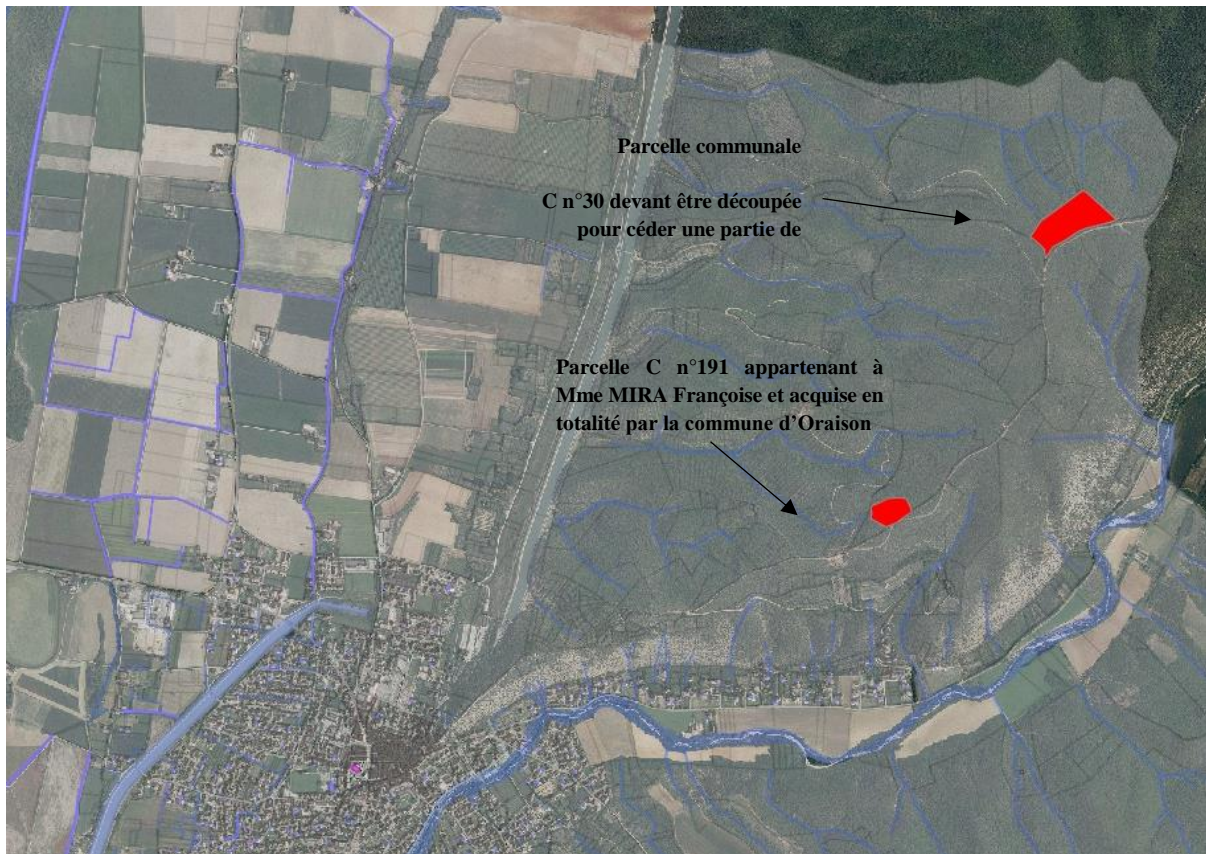 Parcelle communale
C n°30 devant être découpée
pour céder une partie de
Parcelle C n°191 appartenant à
Mme MIRA Françoise et acquise en
totalité par la commune d'Oraison